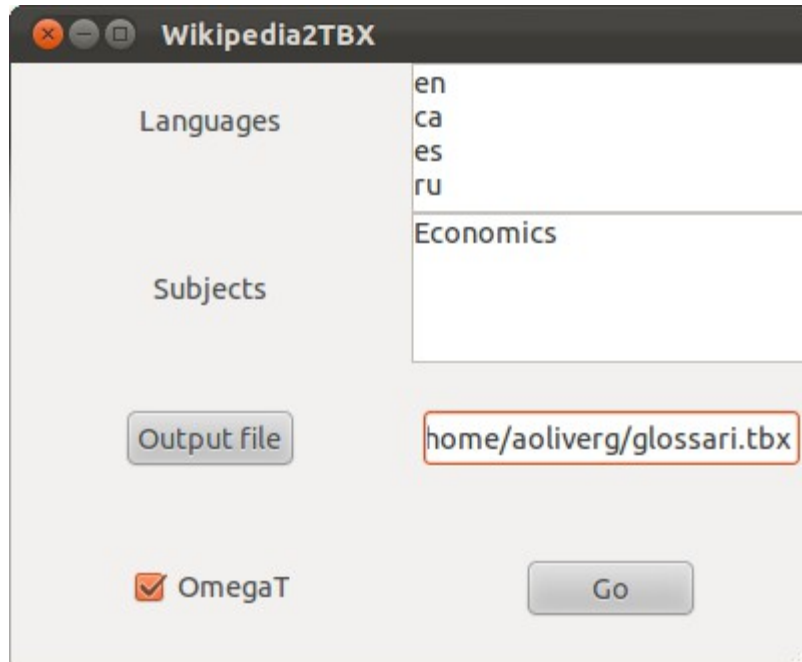 Wikipedia2TBX
Languages
en
ca
es
ru
Subjects
Economics
Output file
home/aoliverg/glossari.tbx
OmegaT
Go